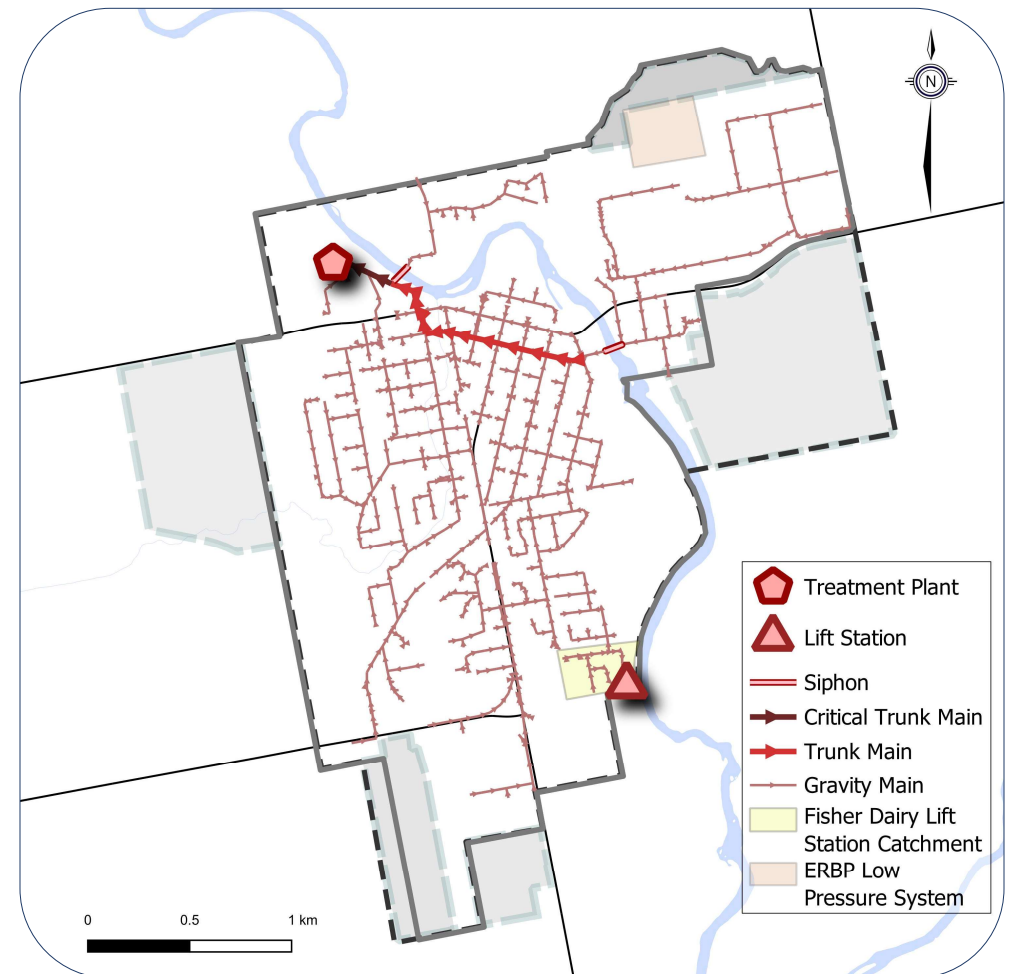 N
Treatment Plant
Lift Station
Siphon
Critical Trunk Main
Trunk Main
Gravity Main
Fisher Dairy Lift
Station Catchment
ERBP Low
Pressure System
0 0.5 1 km